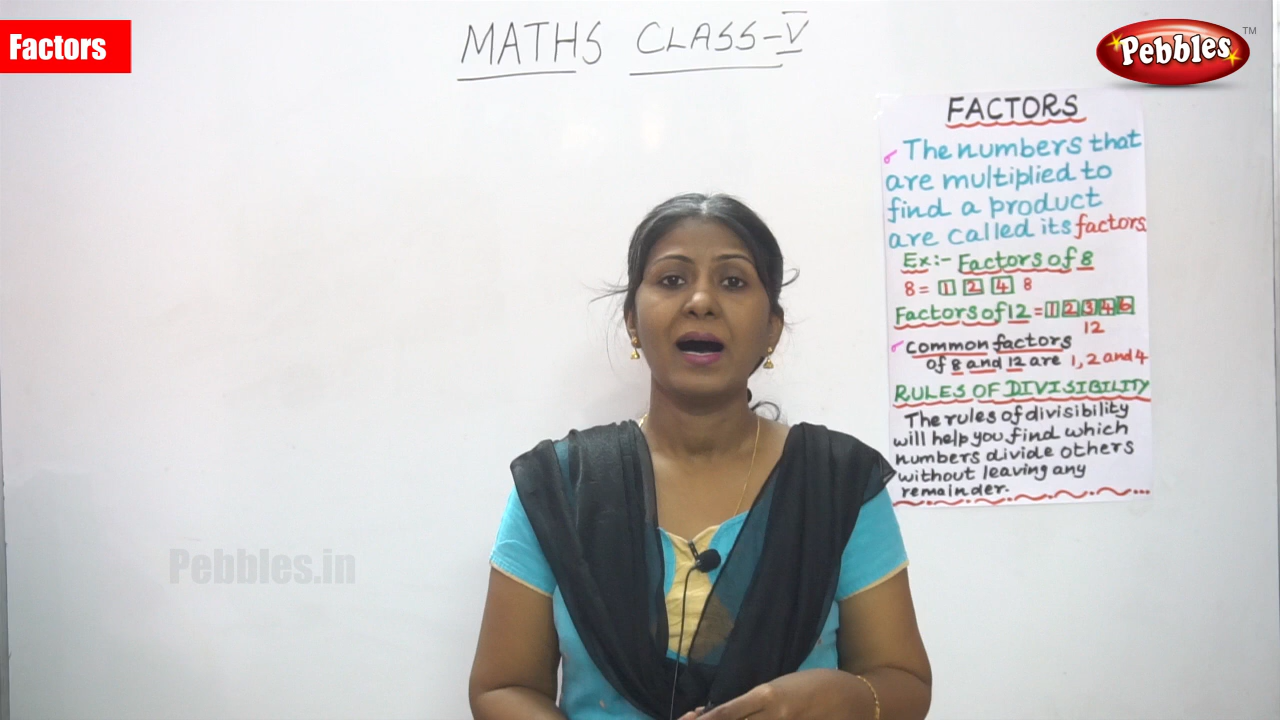 Factors
MATHS CLASS-V
Pebbles TM
FACTORS
The numbers that
are multiplied to
find a product
are called its factors
Ex:- Factors of 8
8 = 1 2 4 8
Factors of 12 = 1 2 3 4 6
12
common factors
of 8 and 12 are 1, 2 and 4
RULES OF DIVISIBILITY
The rules of divisibility
will help you find which
numbers divide others
without leaving any
remainder.
Pebbles.in